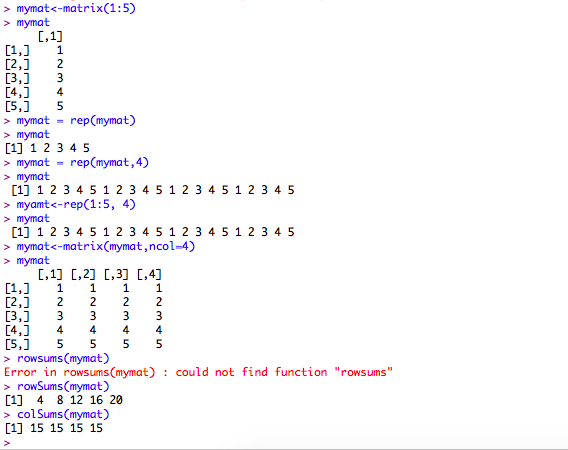 > mymat<-matrix(1:5)
> mymat
     [,1]
[1,]    1
[2,]    2
[3,]    3
[4,]    4
[5,]    5
> mymat = rep(mymat)
> mymat
[1] 1 2 3 4 5
> mymat = rep(mymat,4)
> mymat
 [1] 1 2 3 4 5 1 2 3 4 5 1 2 3 4 5 1 2 3 4 5
> myamt<-rep(1:5, 4)
> mymat
 [1] 1 2 3 4 5 1 2 3 4 5 1 2 3 4 5 1 2 3 4 5
> mymat<-matrix(mymat,ncol=4)
> mymat
     [,1] [,2] [,3] [,4]
[1,]    1    1    1    1
[2,]    2    2    2    2
[3,]    3    3    3    3
[4,]    4    4    4    4
[5,]    5    5    5    5
> rowsums(mymat)
Error in rowsums(mymat) : could not find function "rowsums"
> rowSums(mymat)
[1]  4  8 12 16 20
> colSums(mymat)
[1] 15 15 15 15
>